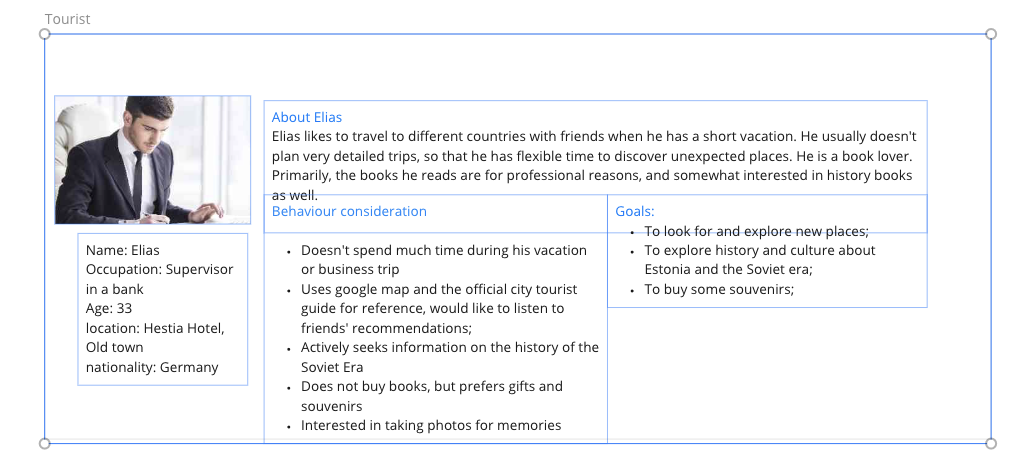 Tourist
About Elias
Elias likes to travel to different countries with friends when he has a short vacation. He usually doesn't
plan very detailed trips, so that he has flexible time to discover unexpected places. He is a book lover.
Primarily, the books he reads are for professional reasons, and somewhat interested in history books
as well.
Name: Elias
Occupation: Supervisor
in a bank
Age: 33
location: Hestia Hotel,
Old town
nationality: Germany
Behaviour consideration
• Doesn't spend much time during his vacation
or business trip
• Uses google map and the official city tourist
guide for reference, would like to listen to
friends' recommendations;
• Actively seeks information on the history of the
Soviet Era
• Does not buy books, but prefers gifts and
souvenirs
• Interested in taking photos for memories
Goals:
• To look for and explore new places;
• To explore history and culture about
Estonia and the Soviet era;
• To buy some souvenirs;